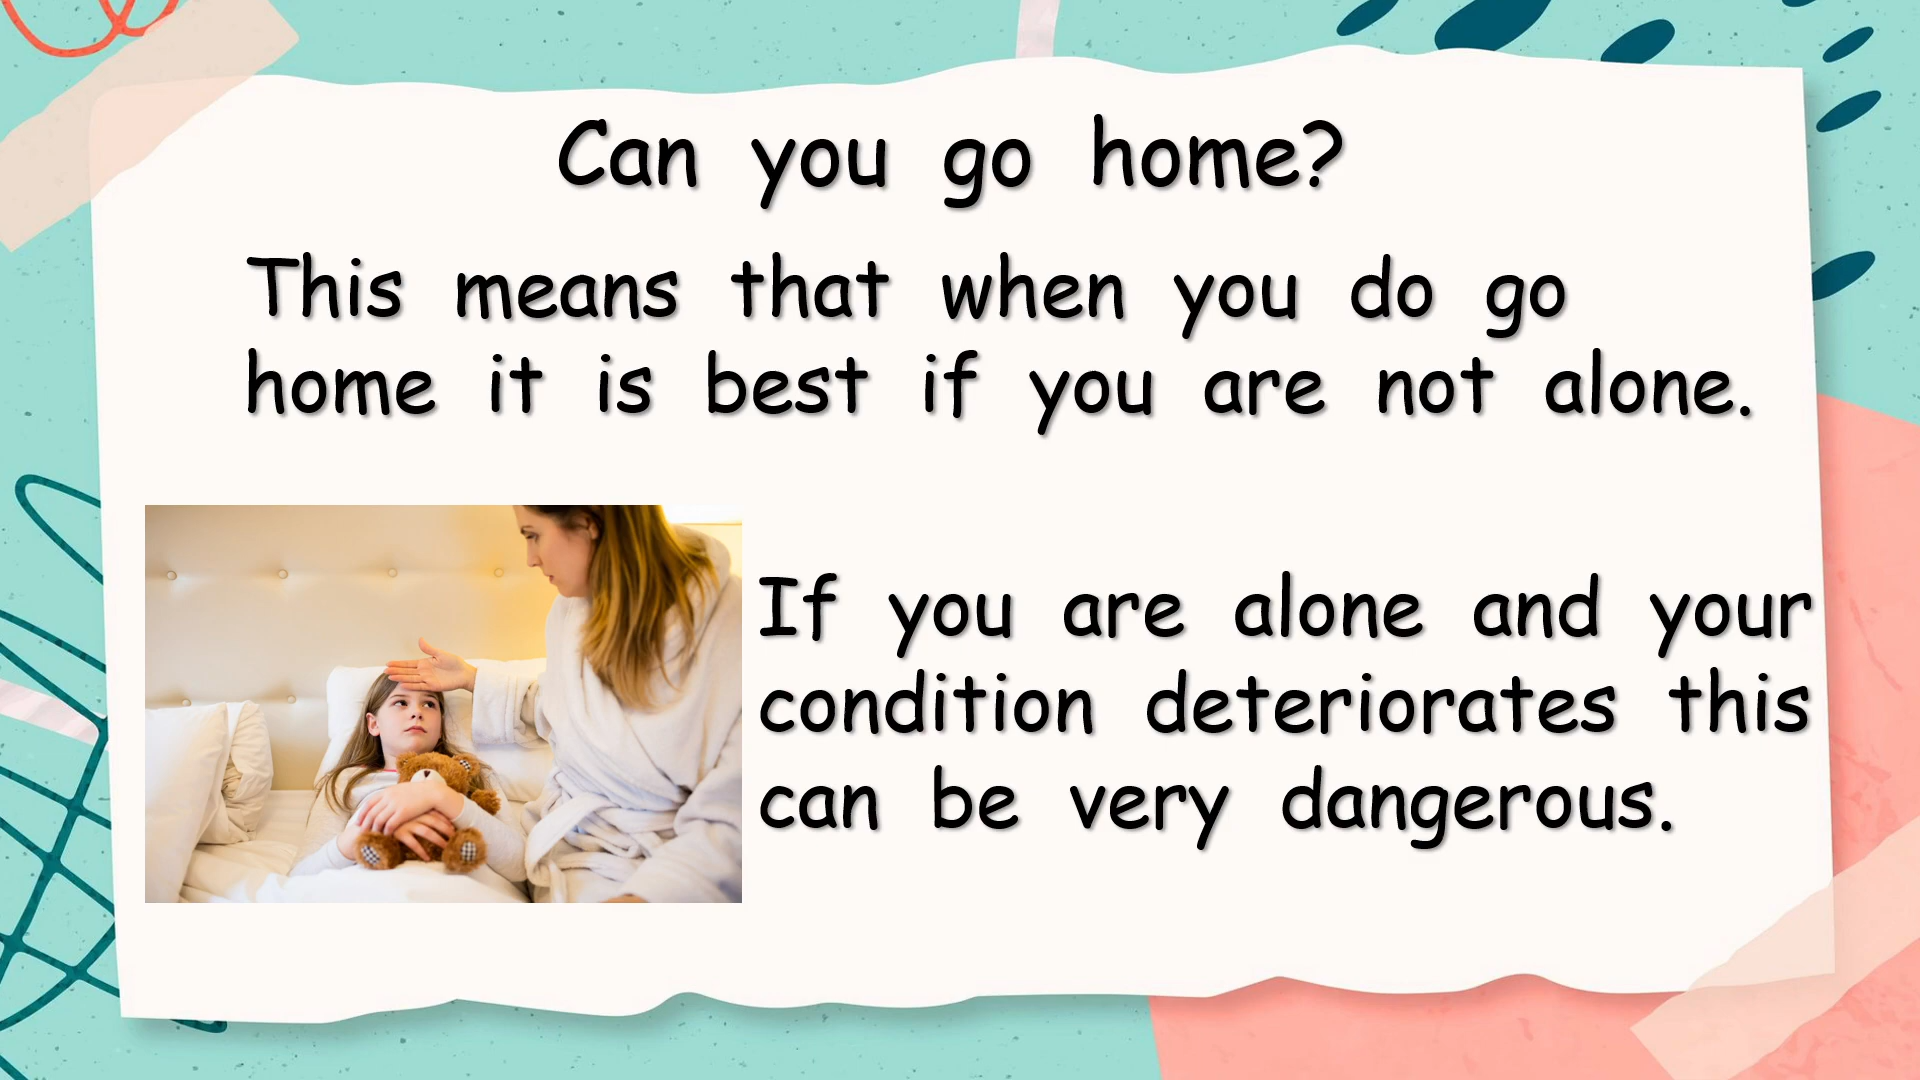 Can you go home?
This means that when you do go
home it is best if you are not alone.
If you are alone and your
condition deteriorates this
can be very dangerous.